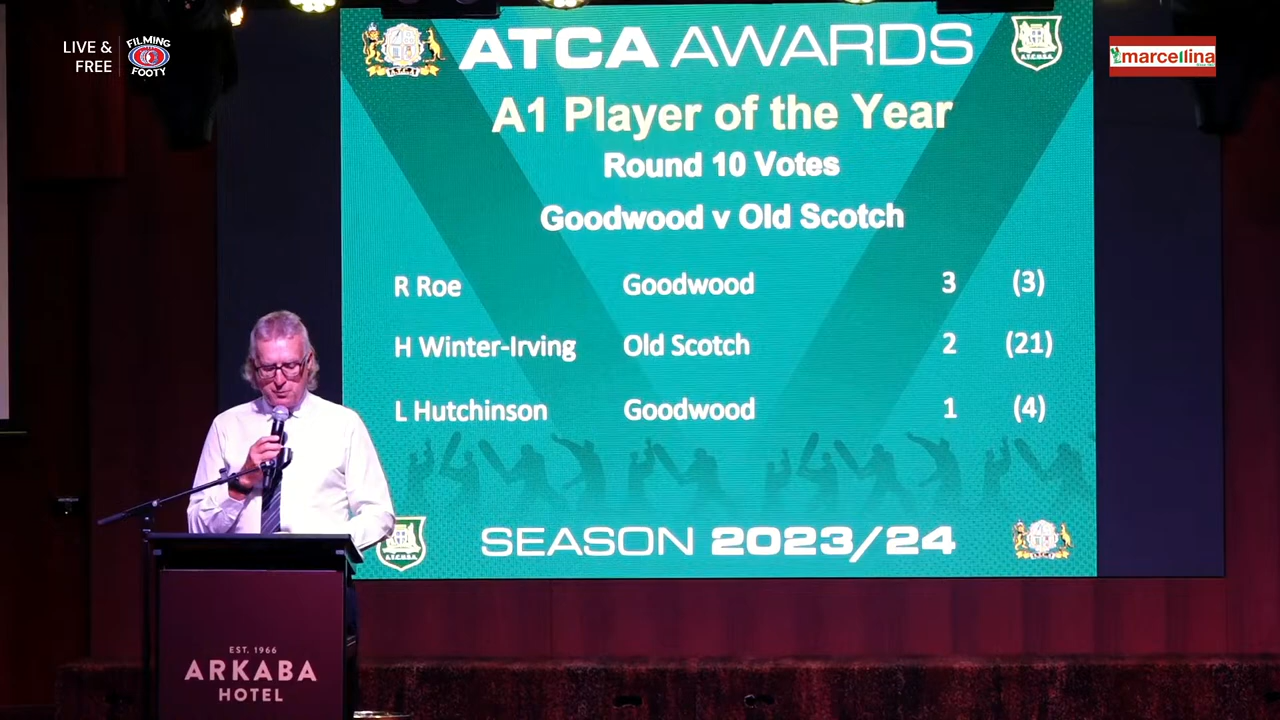 LIVE &
FREE
FILMING
FOOTY
ATCA AWARDS
marcellina
A1 Player of the Year
Round 10 Votes
Goodwood v Old Scotch
R Roe Goodwood 3 (3)
H Winter-Irving Old Scotch 2 (21)
L Hutchinson Goodwood 1 (4)
SEASON 2023/24
EST. 1966
ARKABA
HOTEL